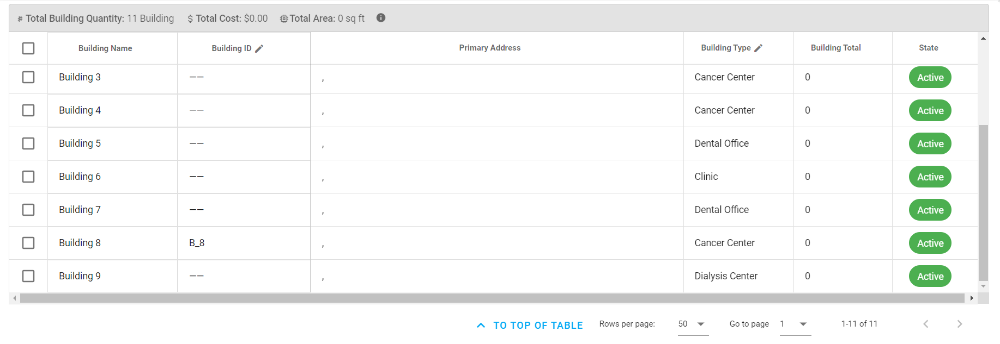 # Total Building Quantity: 11 Building $ Total Cost: $0.00 Total Area: 0 sq ft
Building Name Building ID Primary Address Building Type Building Total State
Building 3 —— , Cancer Center 0 Active
Building 4 —— , Cancer Center 0 Active
Building 5 —— , Dental Office 0 Active
Building 6 —— , Clinic 0 Active
Building 7 —— , Dental Office 0 Active
Building 8 B_8 , Cancer Center 0 Active
Building 9 —— , Dialysis Center 0 Active
TO TOP OF TABLE Rows per page: 50 Go to page 1 1-11 of 11